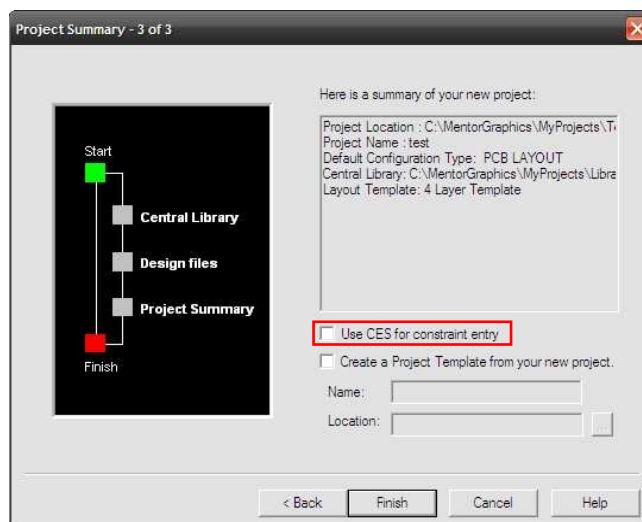 Project Summary - 3 of 3
Start
Central Library
Design files
Project Summary
Finish
Here is a summary of your new project:
Project Location : C:\MentorGraphics\MyProjects\T
Project Name : test
Default Configuration Type: PCB LAYOUT
Central Library: C:\MentorGraphics\MyProjects\Libra
Layout Template: 4 Layer Template
Use CES for constraint entry
Create a Project Template from your new project.
Name:
Location:
...
< Back
Finish
Cancel
Help